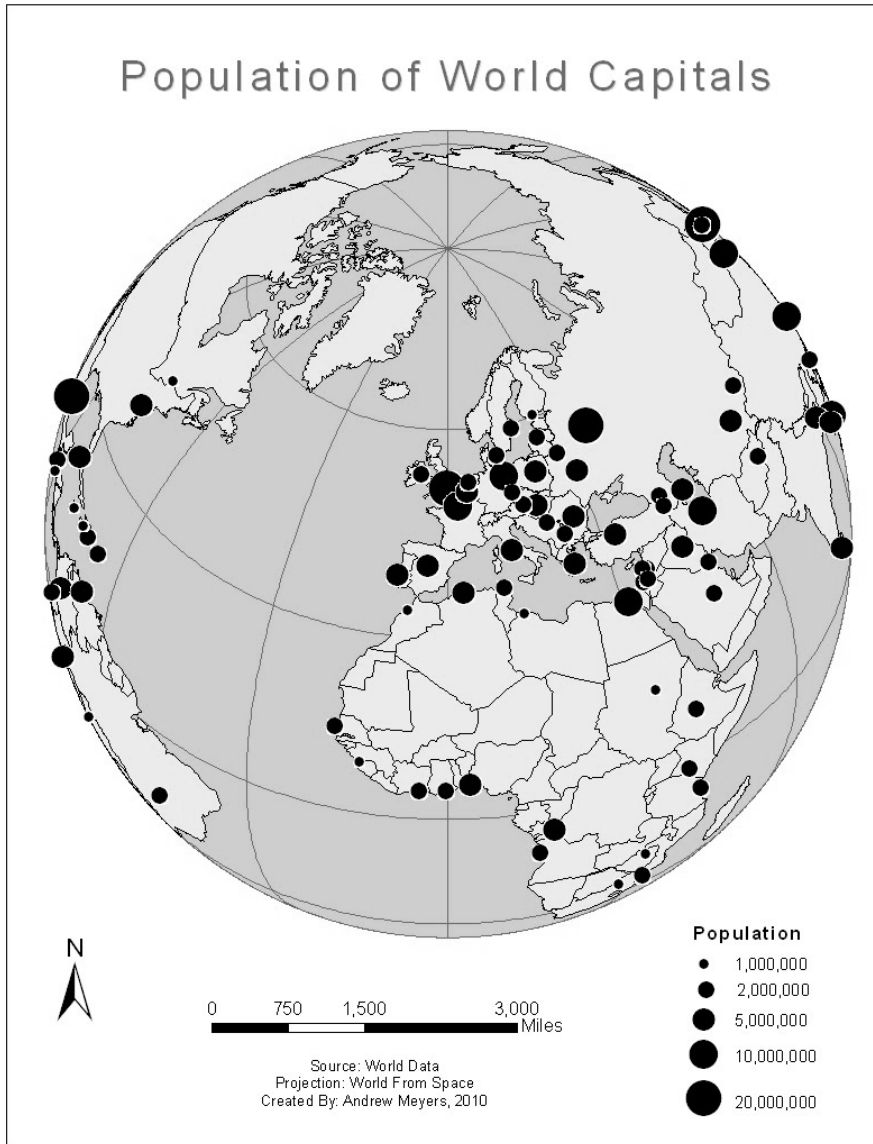 Population of World Capitals
N
0 750 1,500 3,000
Miles
Source: World Data
Projection: World From Space
Created By: Andrew Meyers, 2010
Population
1,000,000
2,000,000
5,000,000
10,000,000
20,000,000